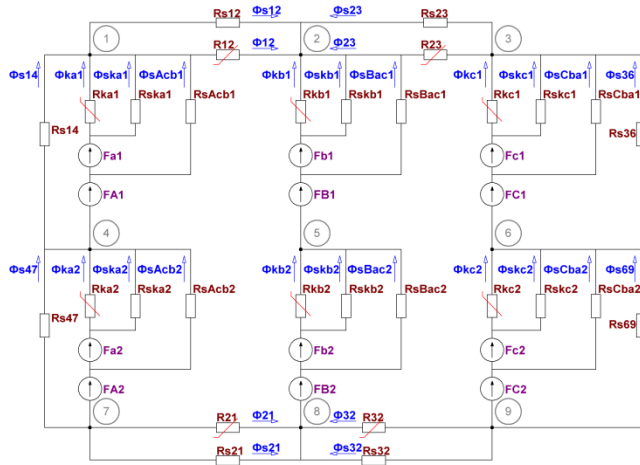 Rs12 Φs12 Φs23 Rs23
1 2 3
R12 Φ12 Φ23 R23
Φs14 Φka1 Φska1 ΦsAcb1 Φkb1 Φskb1 ΦsBac1 Φkc1 Φskc1 ΦsCba1 Φs36
Rka1 Rska1 RsAcb1 Rkb1 Rskb1 RsBac1 Rkc1 Rskc1 RsCba1
Rs14 Rs36
Fa1 Fb1 Fc1
FA1 FB1 FC1
4 5 6
Φs47 Φka2 Φska2 ΦsAcb2 Φkb2 Φskb2 ΦsBac2 Φkc2 Φskc2 ΦsCba2 Φs69
Rka2 Rska2 RsAcb2 Rkb2 Rskb2 RsBac2 Rkc2 Rskc2 RsCba2
Rs47 Rs69
Fa2 Fb2 Fc2
FA2 FB2 FC2
7 8 9
R21 Φ21 Φ32 R32
Rs21 Φs21 Φs32 Rs32